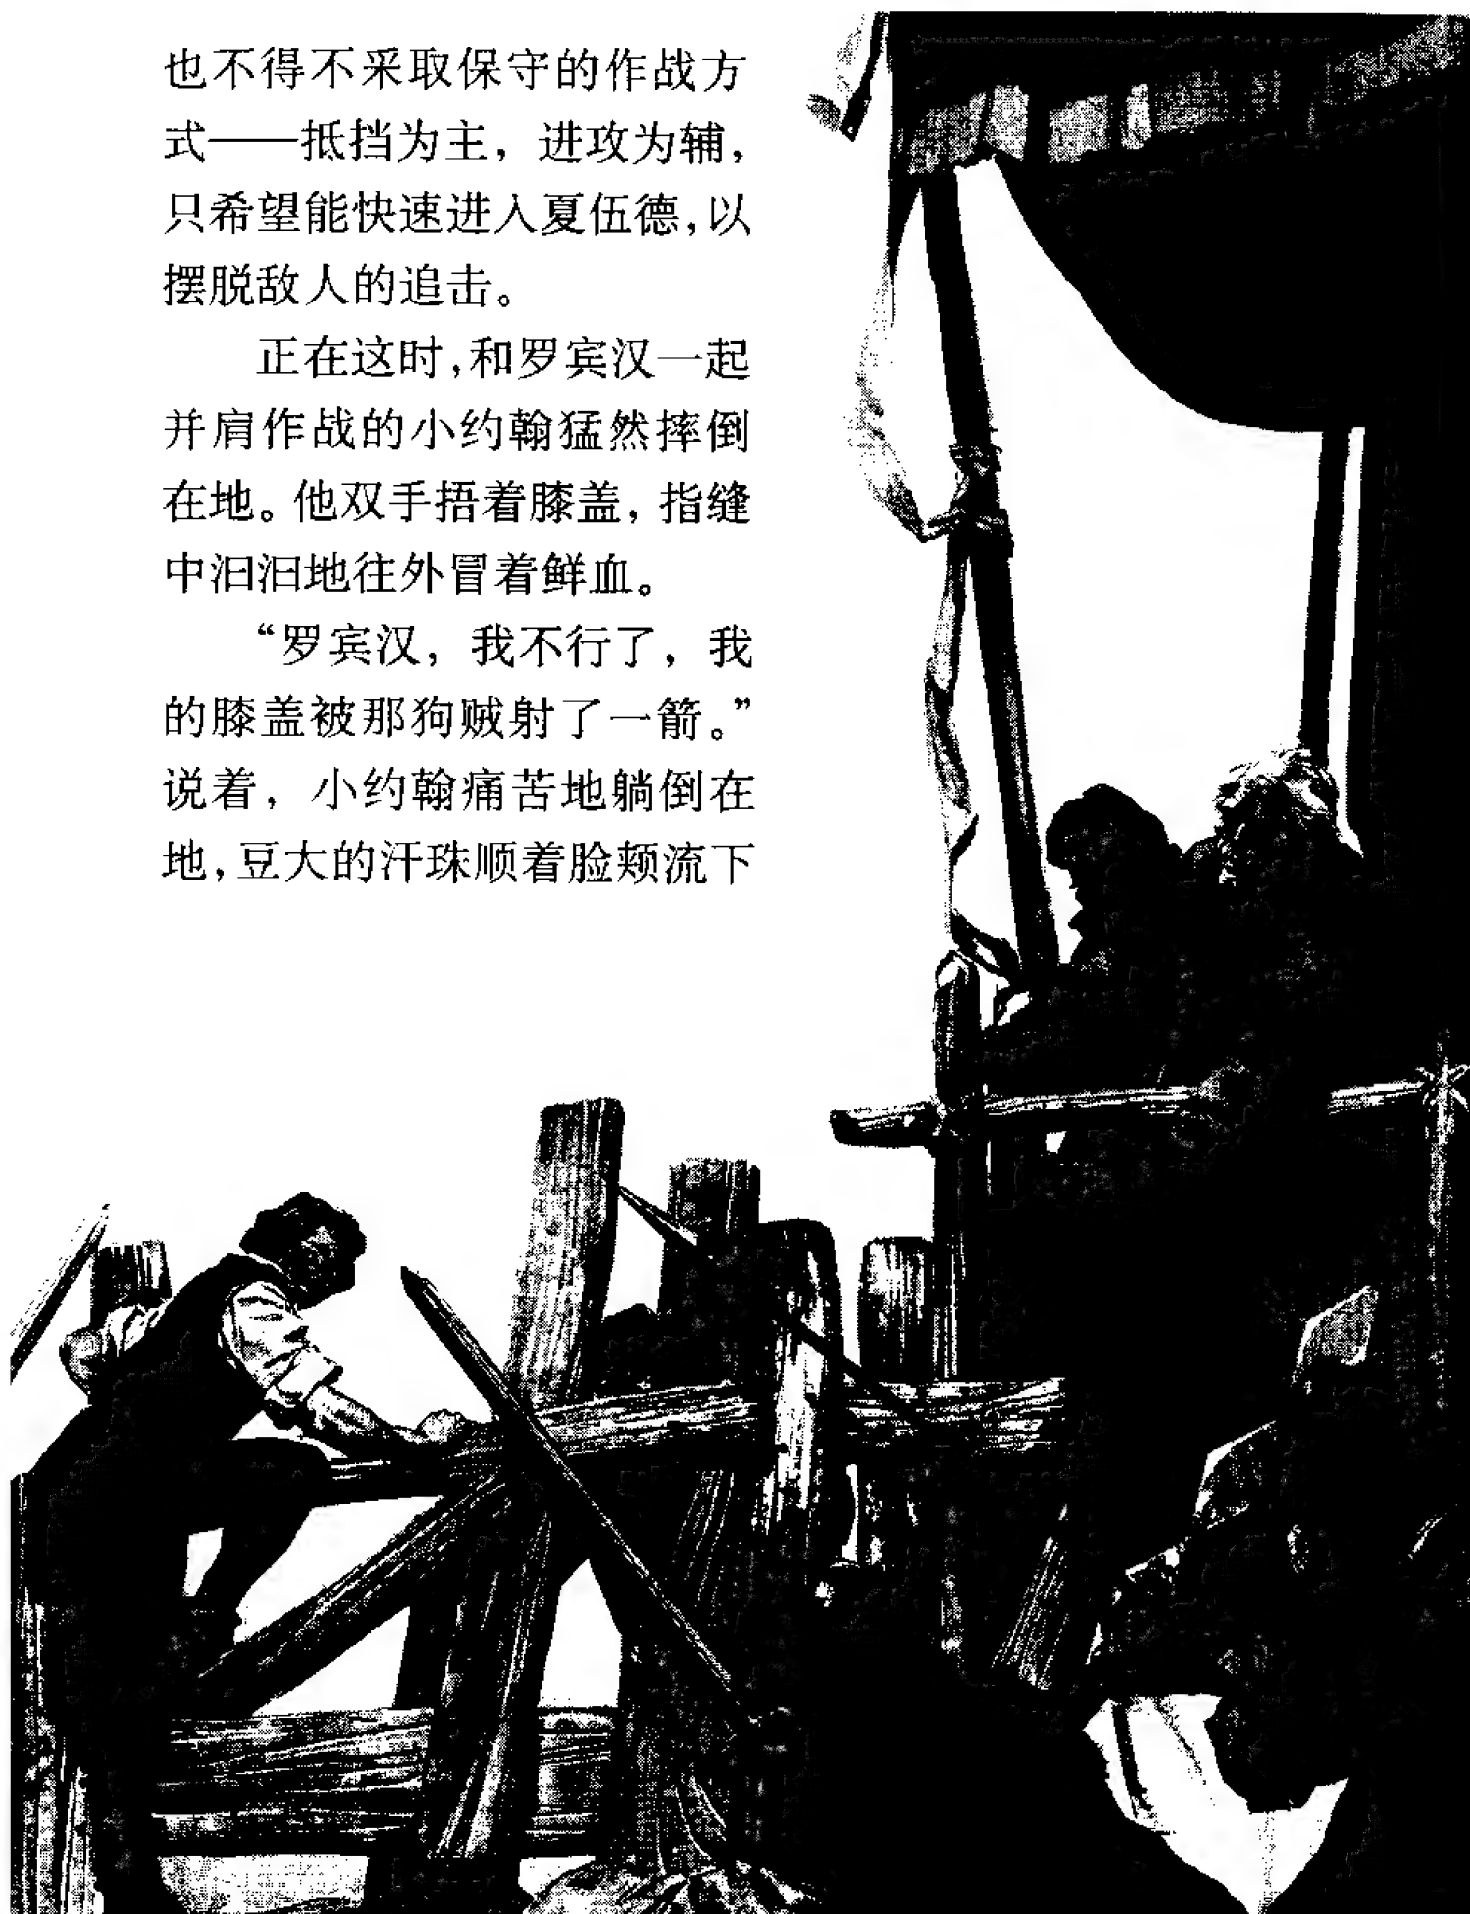 也不得不采取保守的作战方
式——抵挡为主，进攻为辅，
只希望能快速进入夏伍德，以
摆脱敌人的追击。
正在这时，和罗宾汉一起
并肩作战的小约翰猛然摔倒
在地。他双手捂着膝盖，指缝
中汩汩地往外冒着鲜血。
“罗宾汉，我不行了，我
的膝盖被那狗贼射了一箭。”
说着，小约翰痛苦地躺倒在
地，豆大的汗珠顺着脸颊流下